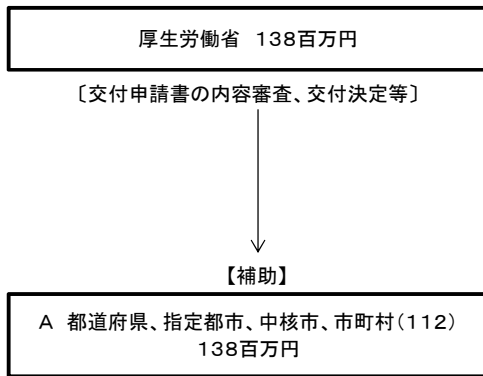 厚生労働省　138百万円
〔交付申請書の内容審査、交付決定等〕
【補助】
A　都道府県、指定都市、中核市、市町村（112）
138百万円